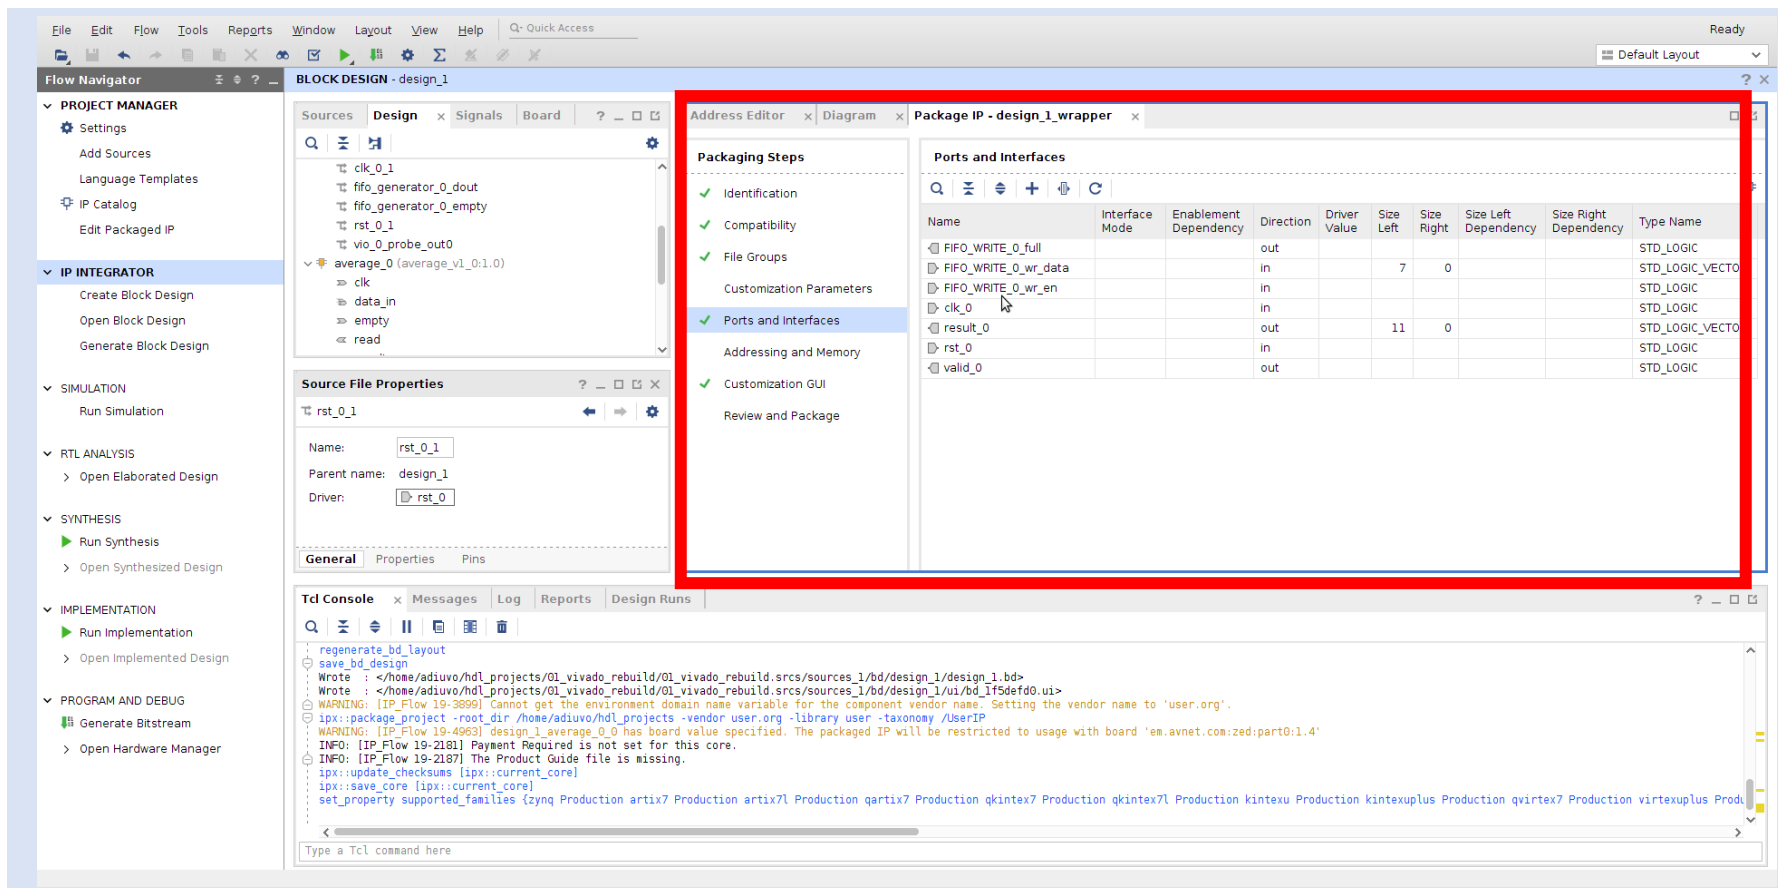 File Edit Flow Tools Reports Window Layout View Help Q- Quick Access Ready
Default Layout
Flow Navigator ? _
BLOCK DESIGN - design_1 ? ×
PROJECT MANAGER
Settings
Add Sources
Language Templates
IP Catalog
Edit Packaged IP
IP INTEGRATOR
Create Block Design
Open Block Design
Generate Block Design
SIMULATION
Run Simulation
RTL ANALYSIS
Open Elaborated Design
SYNTHESIS
Run Synthesis
Open Synthesized Design
IMPLEMENTATION
Run Implementation
Open Implemented Design
PROGRAM AND DEBUG
Generate Bitstream
Open Hardware Manager
Sources Design × Signals Board ? _
clk_0_1
fifo_generator_0_dout
fifo_generator_0_empty
rst_0_1
vio_0_probe_out0
average_0 (average_v1_0:1.0)
clk
data_in
empty
read
Source File Properties ? _ ×
rst_0_1
Name: rst_0_1
Parent name: design_1
Driver: rst_0
General Properties Pins
Address Editor × Diagram × Package IP - design_1_wrapper ×
Packaging Steps
Identification
Compatibility
File Groups
Customization Parameters
Ports and Interfaces
Addressing and Memory
Customization GUI
Review and Package
Ports and Interfaces
Name Interface Mode Enablement Dependency Direction Driver Value Size Left Size Right Size Left Dependency Size Right Dependency Type Name
FIFO_WRITE_0_full out STD_LOGIC
FIFO_WRITE_0_wr_data in 7 0 STD_LOGIC_VECTO
FIFO_WRITE_0_wr_en in STD_LOGIC
clk_0 in STD_LOGIC
result_0 out 11 0 STD_LOGIC_VECTO
rst_0 in STD_LOGIC
valid_0 out STD_LOGIC
Tcl Console × Messages Log Reports Design Runs ? _
regenerate_bd_layout
save_bd_design
Wrote : </home/adiuvo/hdl_projects/01_vivado_rebuild/01_vivado_rebuild.srcs/sources_1/bd/design_1/design_1.bd>
Wrote : </home/adiuvo/hdl_projects/01_vivado_rebuild/01_vivado_rebuild.srcs/sources_1/bd/design_1/ui/bd_1f5defd0.ui>
WARNING: [IP_Flow 19-3899] Cannot get the environment domain name variable for the component vendor name. Setting the vendor name to 'user.org'.
ipx::package_project -root_dir /home/adiuvo/hdl_projects -vendor user.org -library user -taxonomy /UserIP
WARNING: [IP_Flow 19-4963] design_1_average_0_0 has board value specified. The packaged IP will be restricted to usage with board 'em.avnet.com:zed:part0:1.4'
INFO: [IP_Flow 19-2181] Payment Required is not set for this core.
INFO: [IP_Flow 19-2187] The Product Guide file is missing.
ipx::update_checksums [ipx::current_core]
ipx::save_core [ipx::current_core]
set_property supported_families {zynq Production artix7 Production artix7l Production qartix7 Production qkintex7 Production qkintex7l Production kintexu Production kintexuplus Production qvirtex7 Production virtexuplus Produ
Type a Tcl command here